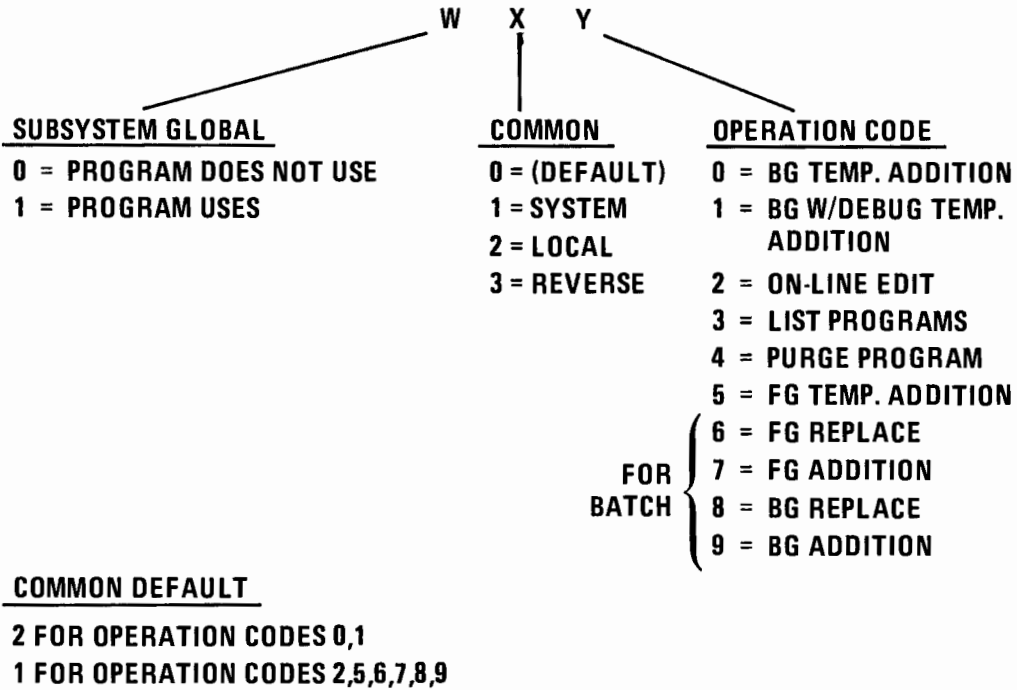 W X Y
SUBSYSTEM GLOBAL
0 = PROGRAM DOES NOT USE
1 = PROGRAM USES
COMMON
0 = (DEFAULT)
1 = SYSTEM
2 = LOCAL
3 = REVERSE
OPERATION CODE
0 = BG TEMP. ADDITION
1 = BG W/DEBUG TEMP.
ADDITION
2 = ON-LINE EDIT
3 = LIST PROGRAMS
4 = PURGE PROGRAM
5 = FG TEMP. ADDITION
FOR
BATCH
6 = FG REPLACE
7 = FG ADDITION
8 = BG REPLACE
9 = BG ADDITION
COMMON DEFAULT
2 FOR OPERATION CODES 0,1
1 FOR OPERATION CODES 2,5,6,7,8,9